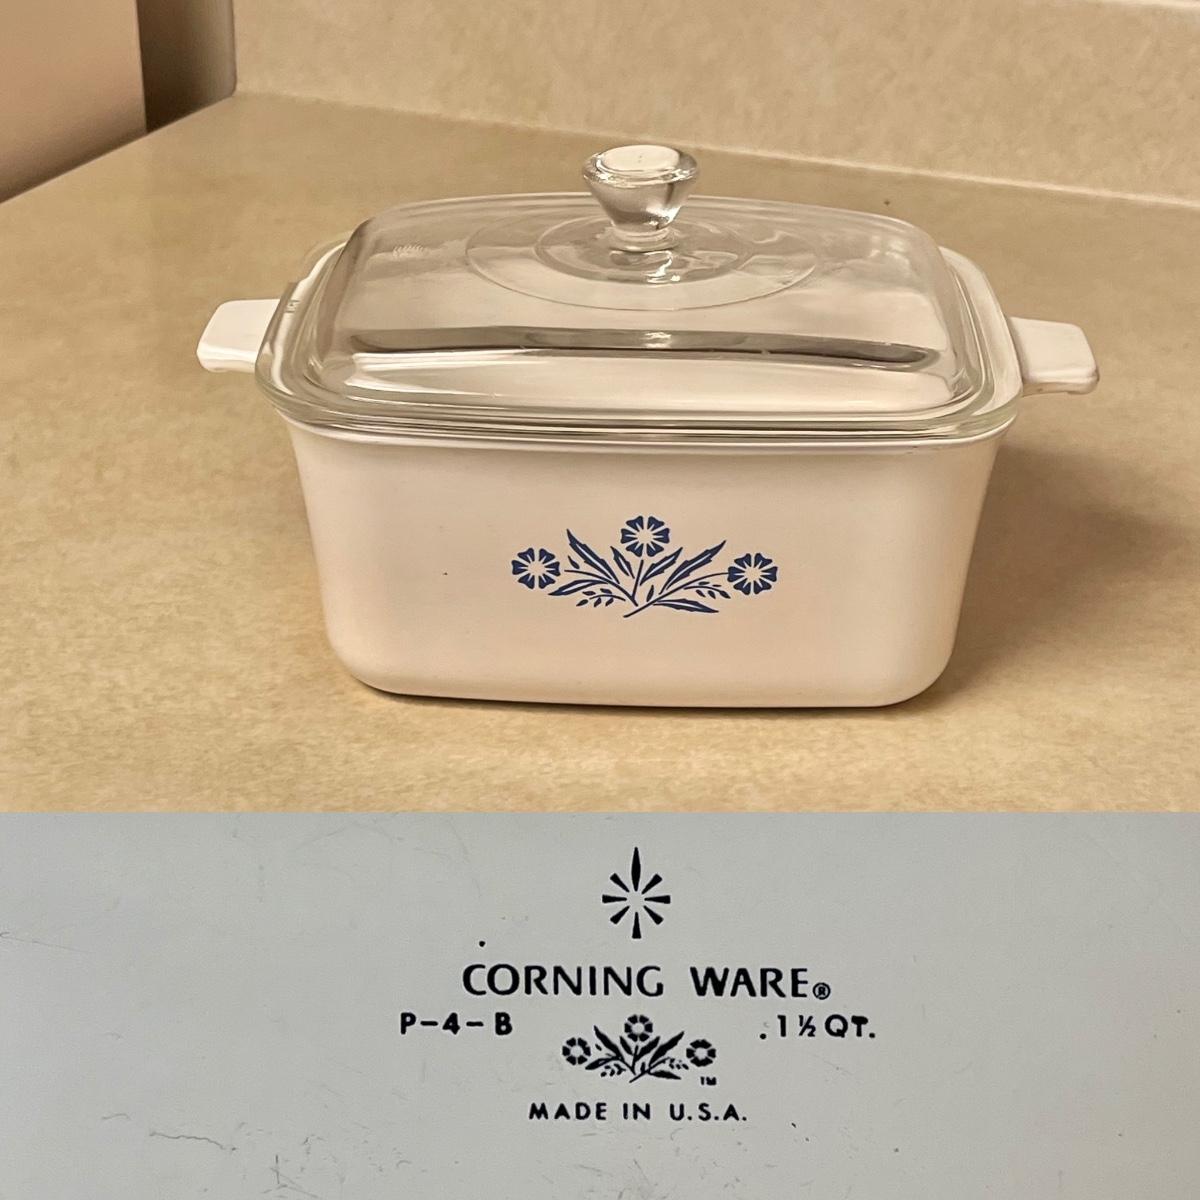 CORNING WARE®
P-4-B .1½ QT.
TM
MADE IN U.S.A.